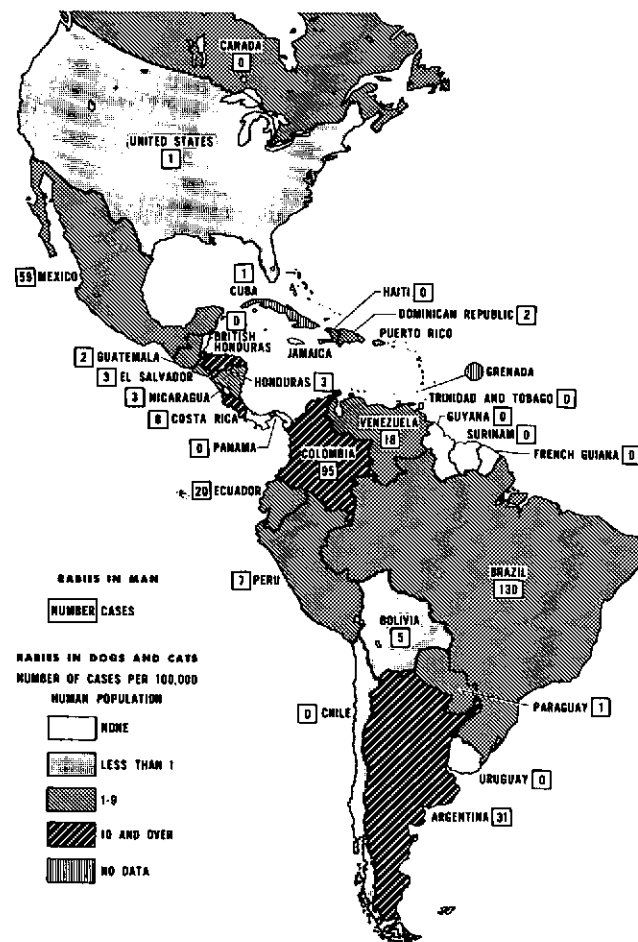 CANADA
0
UNITED STATES
1
59 MEXICO
1
CUBA
HAITI 0
DOMINICAN REPUBLIC 2
PUERTO RICO
0
BRITISH
HONDURAS
JAMAICA
2 GUATEMALA
3 EL SALVADOR
HONDURAS 3
GRENADA
3 NICARAGUA
TRINIDAD AND TOBAGO 0
COSTA RICA
VENEZUELA
18
GUYANA 0
SURINAM 0
0 PANAMA
COLOMBIA
95
FRENCH GUIANA 0
20 ECUADOR
7 PERU
BRAZIL
130
RABIES IN MAN
NUMBER CASES
BOLIVIA
5
RABIES IN DOGS AND CATS
NUMBER OF CASES PER 100,000
HUMAN POPULATION
NONE
0 CHILE
PARAGUAY 1
LESS THAN 1
URUGUAY 0
1-9
ARGENTINA 31
10 AND OVER
NO DATA